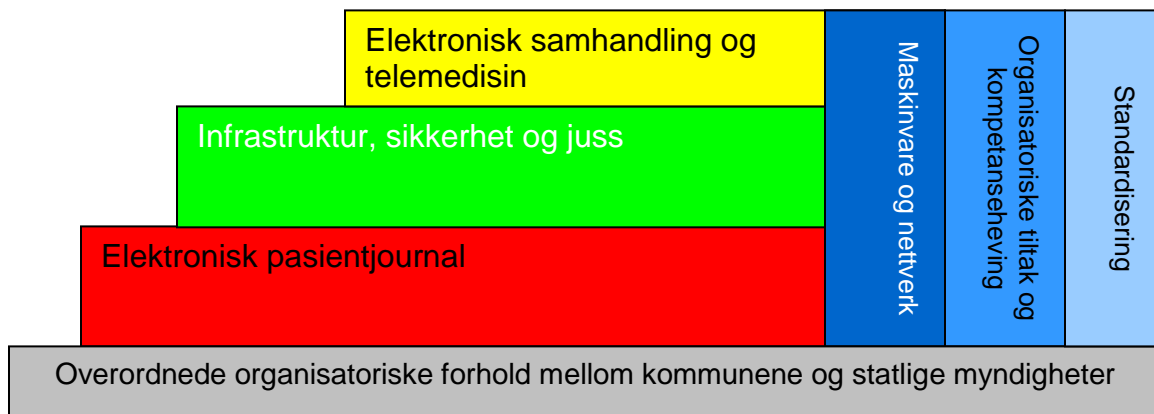 Elektronisk samhandling og
telemedisin
Infrastruktur, sikkerhet og juss
Elektronisk pasientjournal
Maskinvare og nettverk
Organisatoriske tiltak og
kompetanseheving
Standardisering
Overordnede organisatoriske forhold mellom kommunene og statlige myndigheter